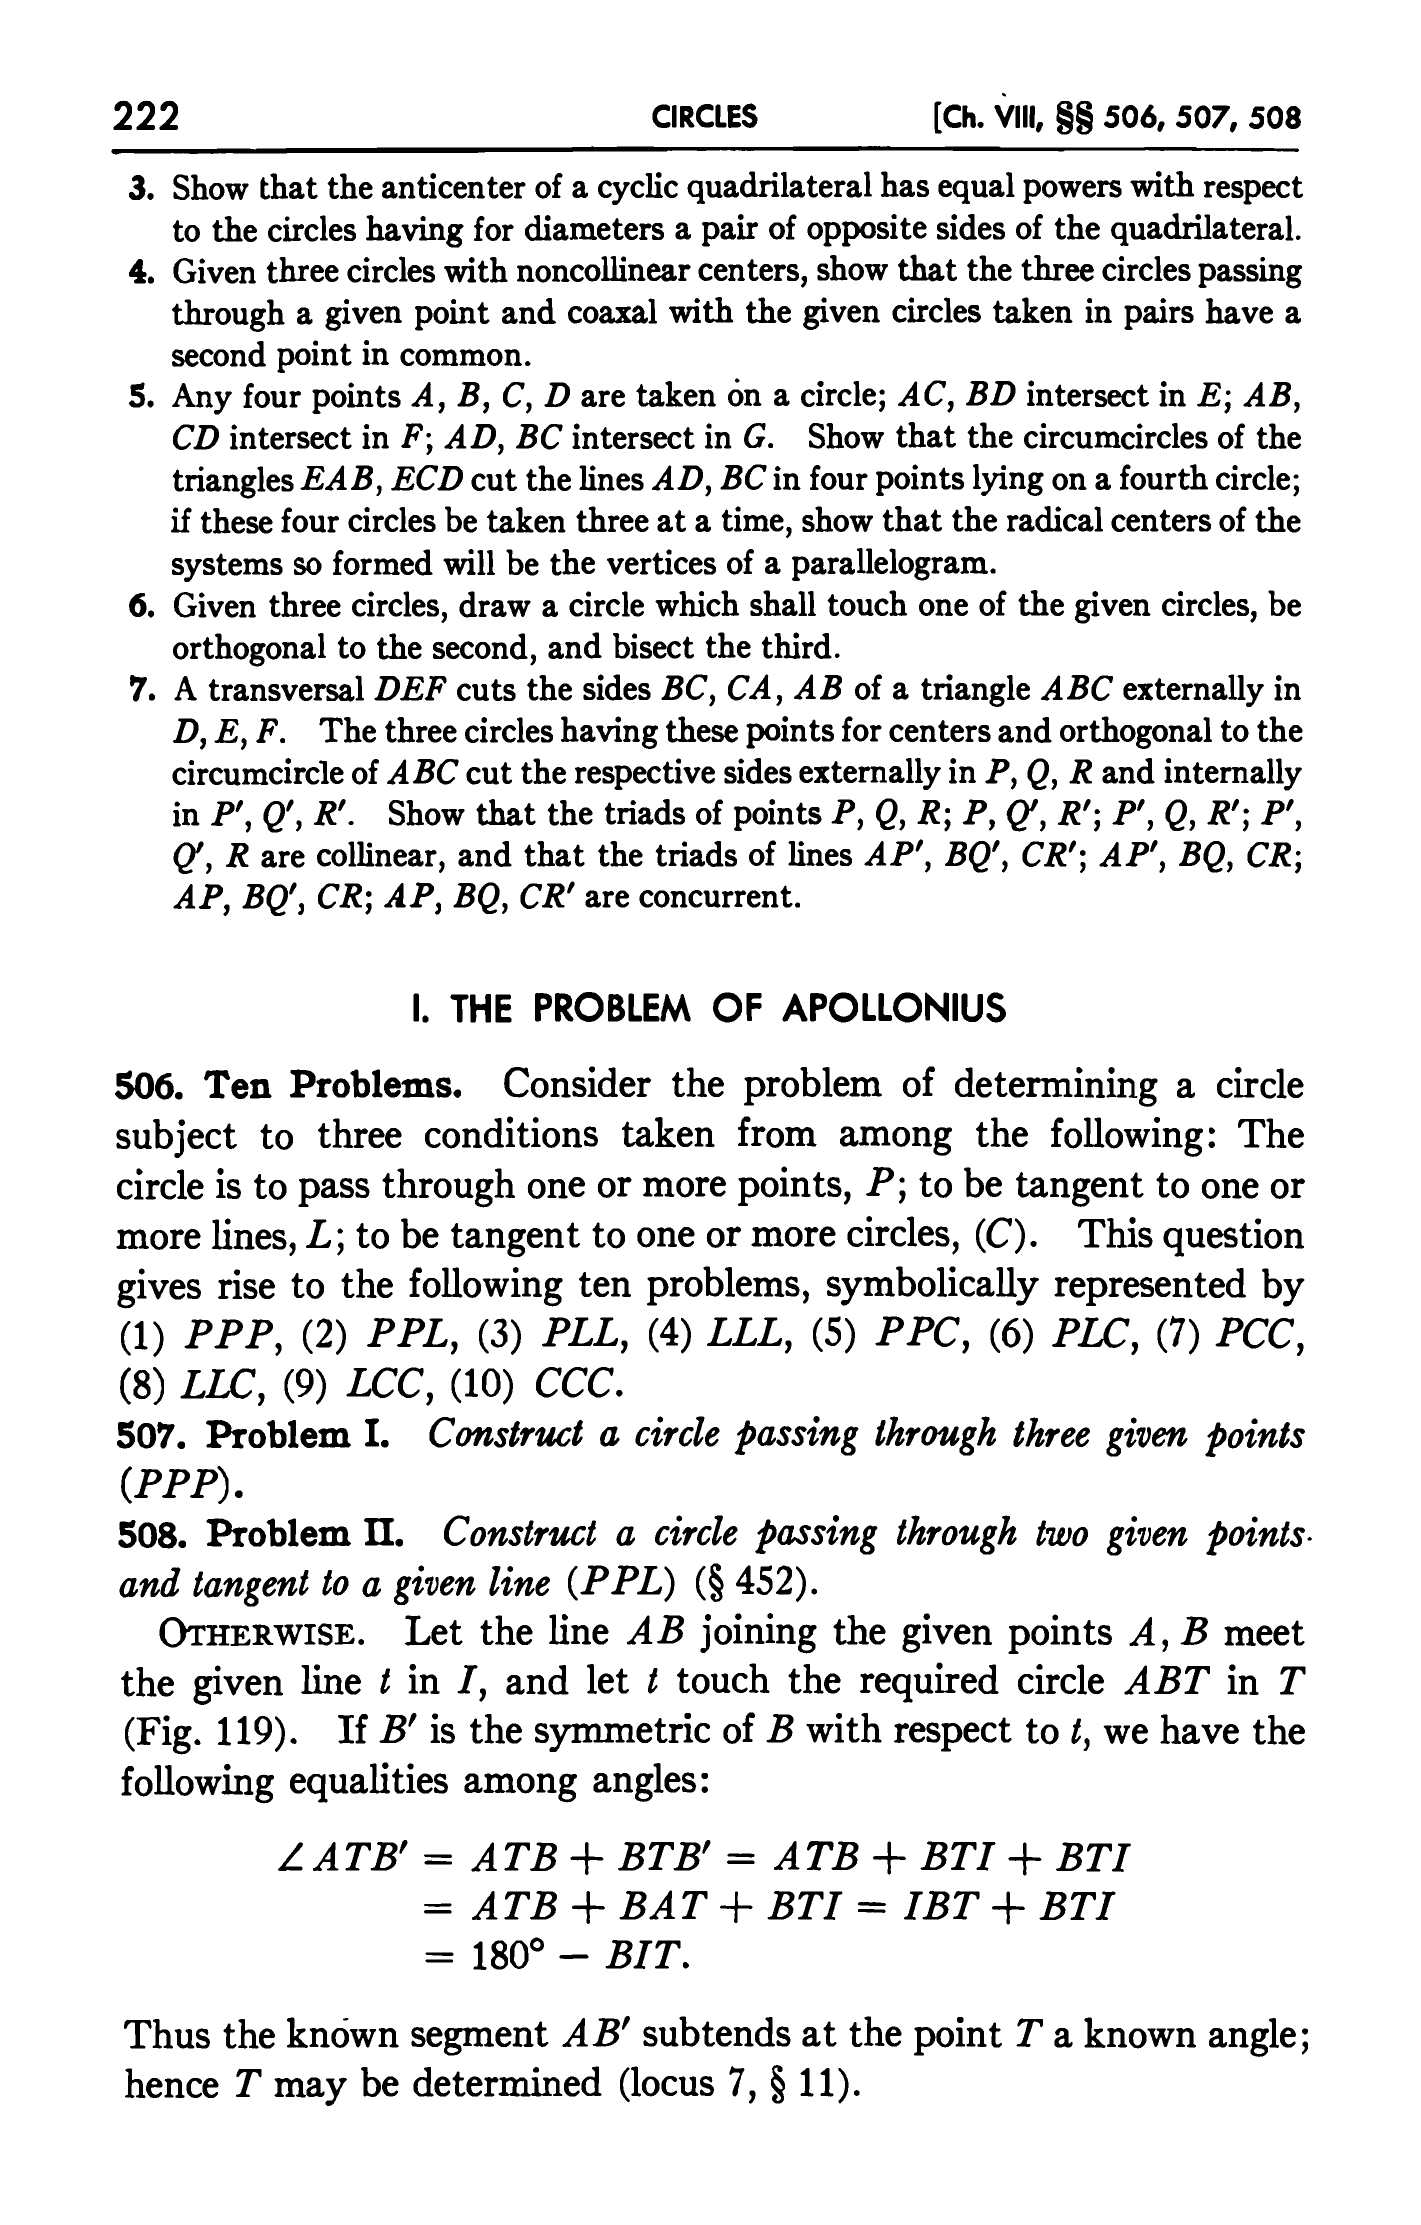 222 CIRCLES [Ch. VIII, §§ 506, 507, 508
3. Show that the anticenter of a cyclic quadrilateral has equal powers with respect
to the circles having for diameters a pair of opposite sides of the quadrilateral.
4. Given three circles with noncollinear centers, show that the three circles passing
through a given point and coaxal with the given circles taken in pairs have a
second point in common.
5. Any four points A, B, C, D are taken on a circle; AC, BD intersect in E; AB,
CD intersect in F; AD, BC intersect in G. Show that the circumcircles of the
triangles EAB, ECD cut the lines AD, BC in four points lying on a fourth circle;
if these four circles be taken three at a time, show that the radical centers of the
systems so formed will be the vertices of a parallelogram.
6. Given three circles, draw a circle which shall touch one of the given circles, be
orthogonal to the second, and bisect the third.
7. A transversal DEF cuts the sides BC, CA, AB of a triangle ABC externally in
D, E, F. The three circles having these points for centers and orthogonal to the
circumcircle of ABC cut the respective sides externally in P, Q, R and internally
in P', Q', R'. Show that the triads of points P, Q, R; P, Q', R'; P', Q, R'; P',
Q', R are collinear, and that the triads of lines AP', BQ', CR'; AP', BQ, CR;
AP, BQ', CR; AP, BQ, CR' are concurrent.
I. THE PROBLEM OF APOLLONIUS
506. Ten Problems. Consider the problem of determining a circle
subject to three conditions taken from among the following: The
circle is to pass through one or more points, P; to be tangent to one or
more lines, L; to be tangent to one or more circles, (C). This question
gives rise to the following ten problems, symbolically represented by
(1) PPP, (2) PPL, (3) PLL, (4) LLL, (5) PPC, (6) PLC, (7) PCC,
(8) LLC, (9) LCC, (10) CCC.
507. Problem I. Construct a circle passing through three given points
(PPP).
508. Problem II. Construct a circle passing through two given points
and tangent to a given line (PPL) (§ 452).
OTHERWISE. Let the line AB joining the given points A, B meet
the given line t in I, and let t touch the required circle ABT in T
(Fig. 119). If B' is the symmetric of B with respect to t, we have the
following equalities among angles:
∠ATB' = ATB + BTB' = ATB + BTI + BTI
= ATB + BAT + BTI = IBT + BTI
= 180° − BIT.
Thus the known segment AB' subtends at the point T a known angle;
hence T may be determined (locus 7, § 11).